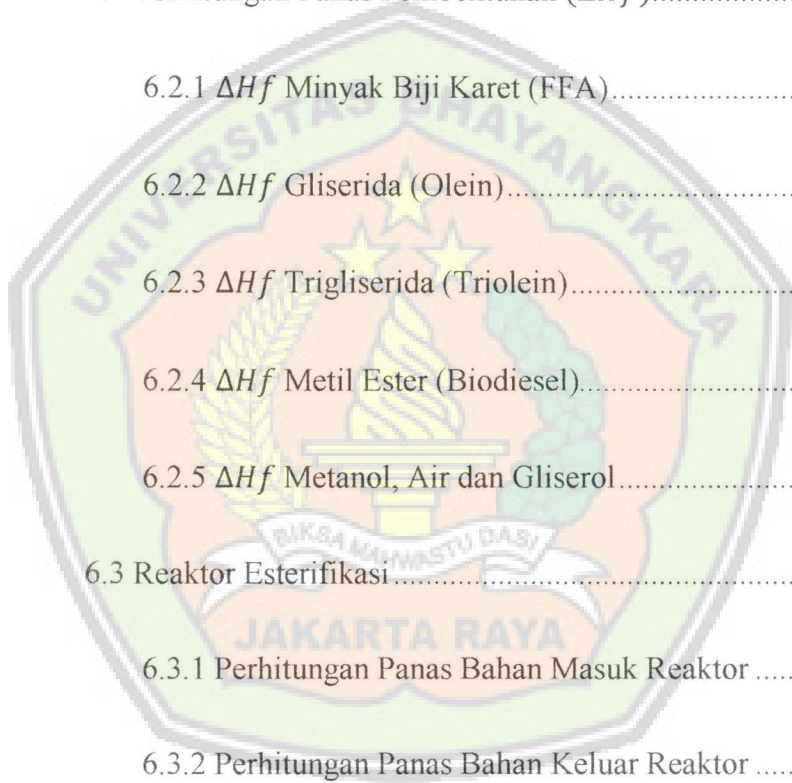 6.2.1 ΔHf Minyak Biji Karet (FFA)....................
6.2.2 ΔHf Gliserida (Olein)....................
6.2.3 ΔHf Trigliserida (Triolein)....................
6.2.4 ΔHf Metil Ester (Biodiesel)....................
6.2.5 ΔHf Metanol, Air dan Gliserol....................
6.3 Reaktor Esterifikasi....................
6.3.1 Perhitungan Panas Bahan Masuk Reaktor .....
6.3.2 Perhitungan Panas Bahan Keluar Reaktor .....
UNIVERSITAS BHAYANGKARA
BIKSA MAHWASTU DASI
JAKARTA RAYA